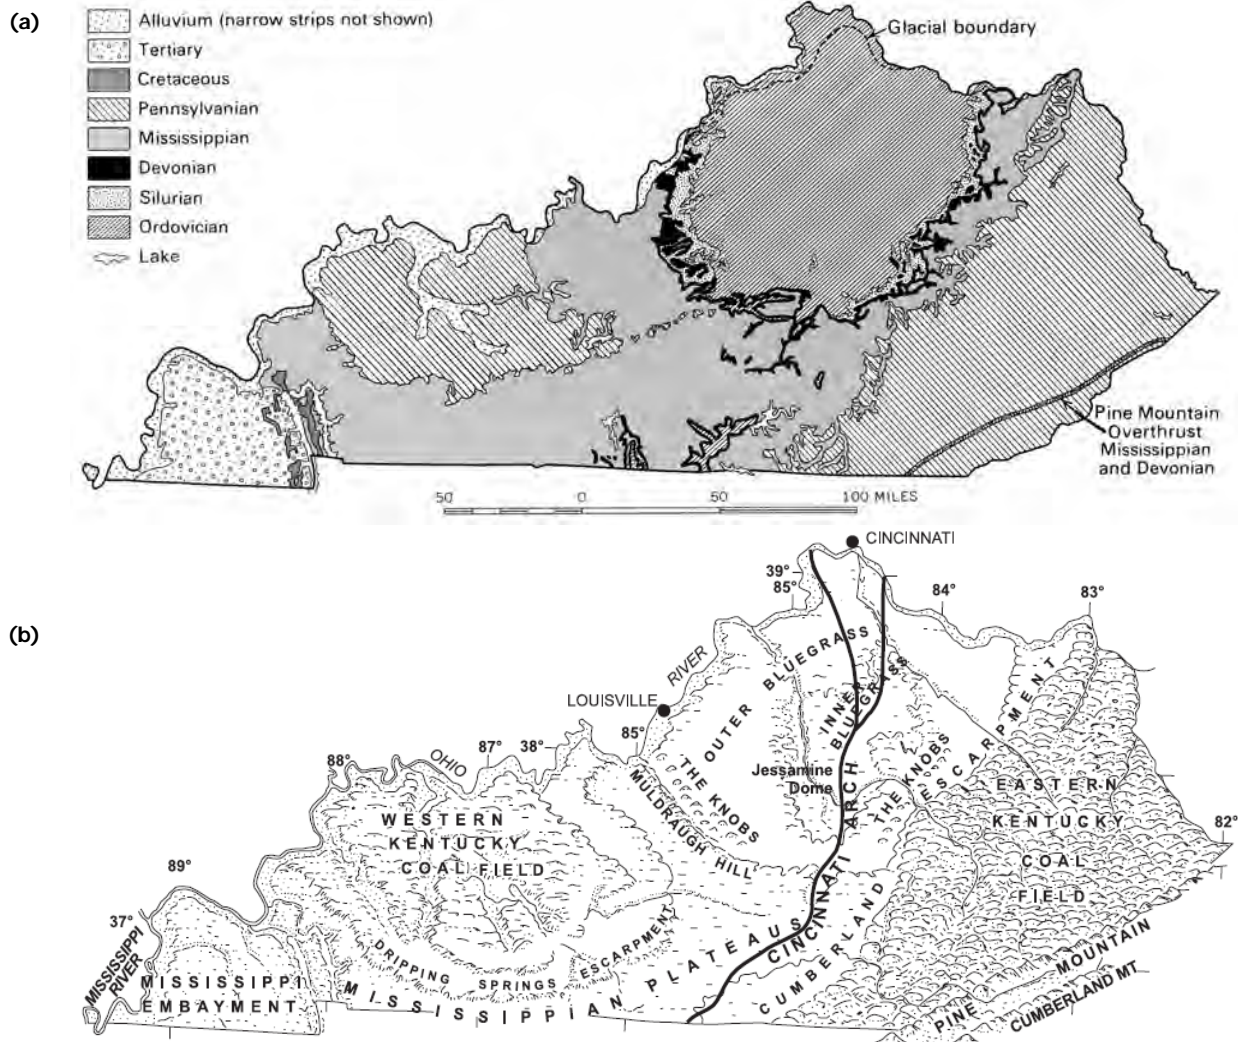 (a)
Alluvium (narrow strips not shown)
Tertiary
Cretaceous
Pennsylvanian
Mississippian
Devonian
Silurian
Ordovician
Lake
Glacial boundary
Pine Mountain
Overthrust
Mississippian
and Devonian
50 0 50 100 MILES
(b)
CINCINNATI
39°
85°
84°
83°
RIVER
LOUISVILLE
85°
OUTER BLUEGRASS
INNER
BLUEGRASS
88°
OHIO
87°
38°
THE KNOBS
MULDRAUGH HILL
Jessamine
Dome
CINCINNATI ARCH
THE KNOBS
ESCARPMENT
EASTERN
KENTUCKY
COAL
FIELD
82°
WESTERN
KENTUCKY
COAL FIELD
89°
37°
MISSISSIPPI
RIVER
MISSISSIPPI
EMBAYMENT
DRIPPING SPRINGS ESCARPMENT
MISSISSIPPIAN PLATEAUS
CINCINNATI
CUMBERLAND
PINE MOUNTAIN
CUMBERLAND MT
89°